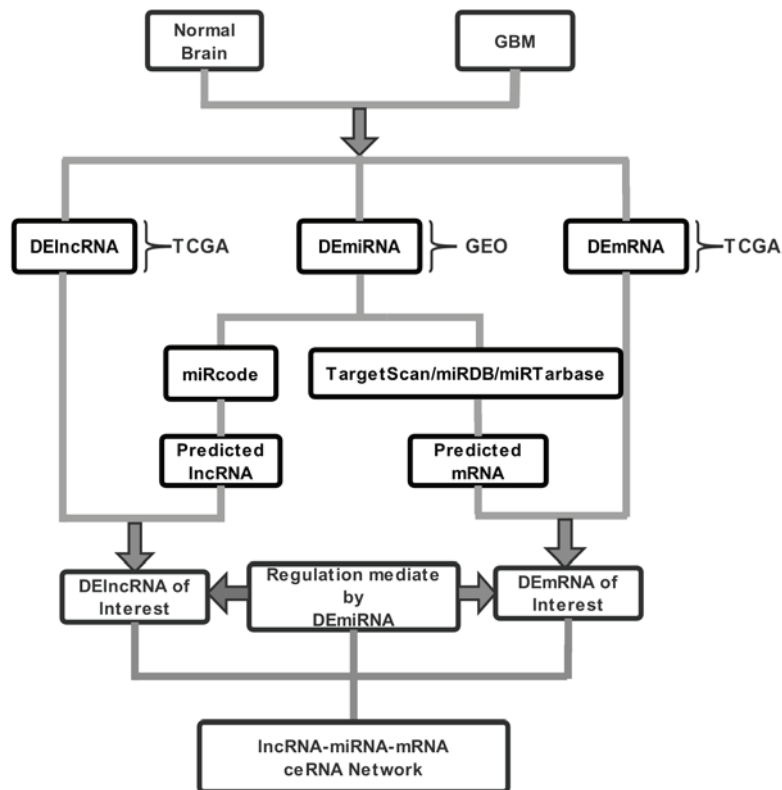 Normal
Brain
GBM
DElncRNA
TCGA
DEmiRNA
GEO
DEmRNA
TCGA
miRcode
TargetScan/miRDB/miRTarbase
Predicted
lncRNA
Predicted
mRNA
DElncRNA of
Interest
Regulation mediate
by
DEmiRNA
DEmRNA of
Interest
lncRNA-miRNA-mRNA
ceRNA Network